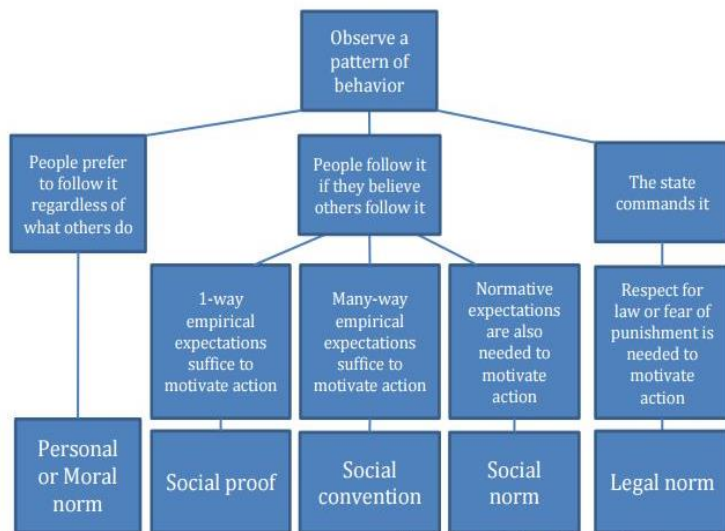 Observe a
pattern of
behavior
People prefer
to follow it
regardless of
what others do
People follow it
if they believe
others follow it
The state
commands it
1-way
empirical
expectations
suffice to
motivate action
Many-way
empirical
expectations
suffice to
motivate action
Normative
expectations
are also
needed to
motivate
action
Respect for
law or fear of
punishment is
needed to
motivate
action
Personal
or Moral
norm
Social proof
Social
convention
Social
norm
Legal norm